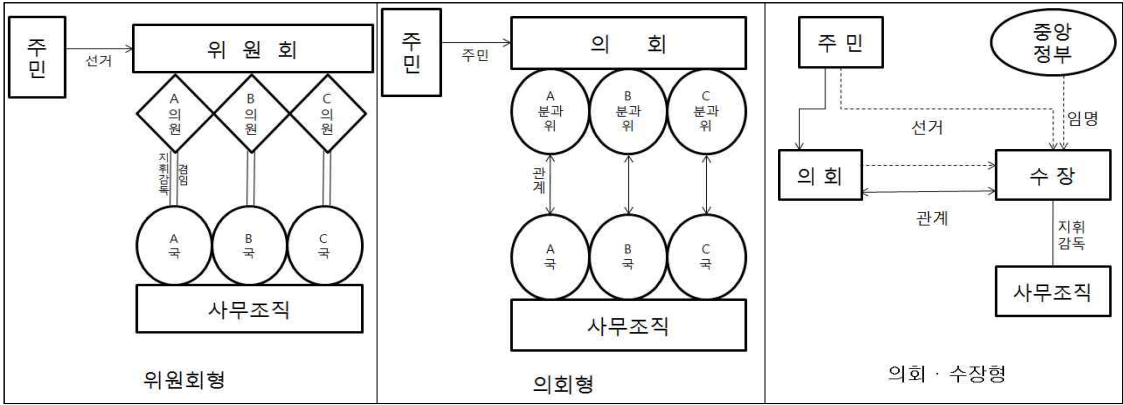 주
민
선거
위 원 회
A
의
원
B
의
원
C
의
원
지휘감독
겸임
A
국
B
국
C
국
사무조직
위원회형
주
민
주민
의 회
A
분과
위
B
분과
위
C
분과
위
관
계
A
국
B
국
C
국
사무조직
의회형
주 민
중앙
정부
선거
임명
의 회
수 장
관계
지휘
감독
사무조직
의회 · 수장형